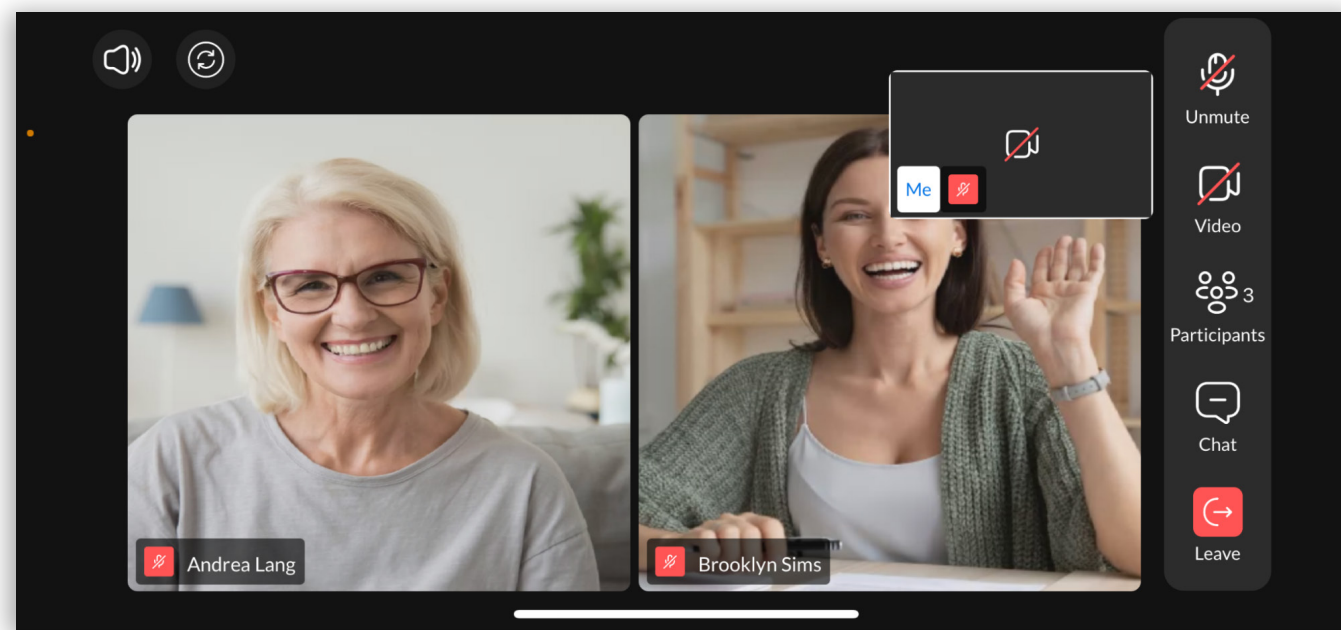 Unmute
Me
Video
3
Participants
Chat
Andrea Lang
Brooklyn Sims
Leave